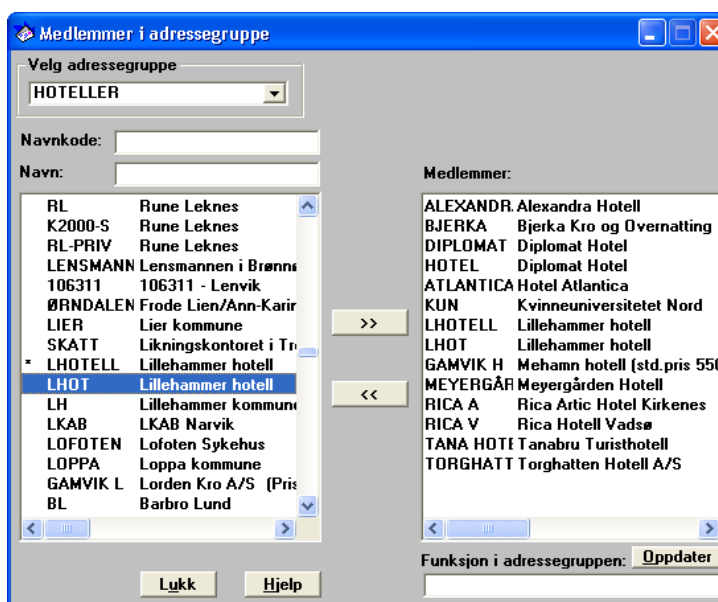 Medlemmer i adressegruppe
Velg adressegruppe
HOTELLER
Navnkode:
Navn:
RL Rune Leknes
K2000-S Rune Leknes
RL-PRIV Rune Leknes
LENSMANN Lensmannen i Brønnø
106311 106311 - Lenvik
ØRNDALEN Frode Lien/Ann-Karin
LIER Lier kommune
SKATT Likningskontoret i Tr
* LHOTELL Lillehammer hotell
LHOT Lillehammer hotell
LH Lillehammer kommune
LKAB LKAB Narvik
LOFOTEN Lofoten Sykehus
LOPPA Loppa kommune
GAMVIK L Lorden Kro A/S (Pris
BL Barbro Lund
>>
<<
Medlemmer:
ALEXANDR. Alexandra Hotell
BJERKA Bjerka Kro og Overnatting
DIPLOMAT Diplomat Hotel
HOTEL Diplomat Hotel
ATLANTICA Hotel Atlantica
KUN Kvinneuniversitetet Nord
LHOTELL Lillehammer hotell
LHOT Lillehammer hotell
GAMVIK H Mehamn hotell (std.pris 550
MEYERGÅR Meyergården Hotell
RICA A Rica Artic Hotel Kirkenes
RICA V Rica Hotell Vadsø
TANA HOTE Tanabru Turisthotell
TORGHATT Torghatten Hotell A/S
Funksjon i adressegruppen: Oppdater
Lukk Hjelp